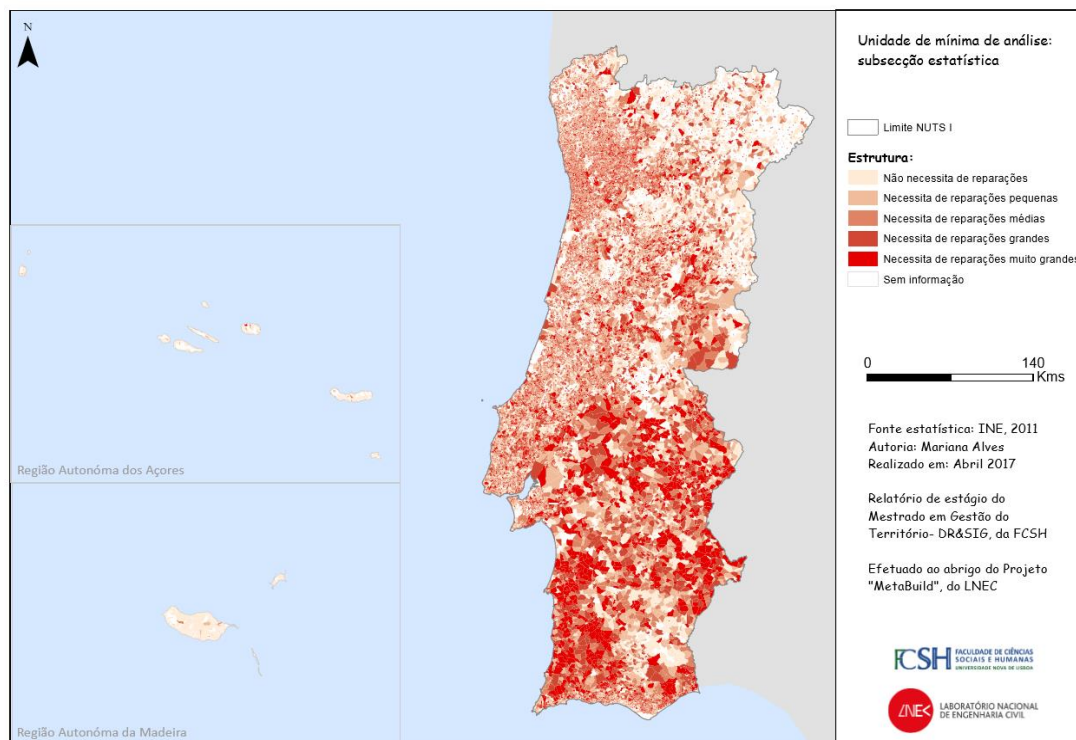 N
Região Autonóma dos Açores
Região Autonóma da Madeira
Unidade de mínima de análise:
subsecção estatística
Limite NUTS I
Estrutura:
Não necessita de reparações
Necessita de reparações pequenas
Necessita de reparações médias
Necessita de reparações grandes
Necessita de reparações muito grandes
Sem informação
0 140
Kms
Fonte estatística: INE, 2011
Autoria: Mariana Alves
Realizado em: Abril 2017
Relatório de estágio do
Mestrado em Gestão do
Território- DR&SIG, da FCSH
Efetuado ao abrigo do Projeto
"MetaBuild", do LNEC
FCSH FACULDADE DE CIÊNCIAS
SOCIAIS E HUMANAS
UNIVERSIDADE NOVA DE LISBOA
LNEC LABORATÓRIO NACIONAL
DE ENGENHARIA CIVIL